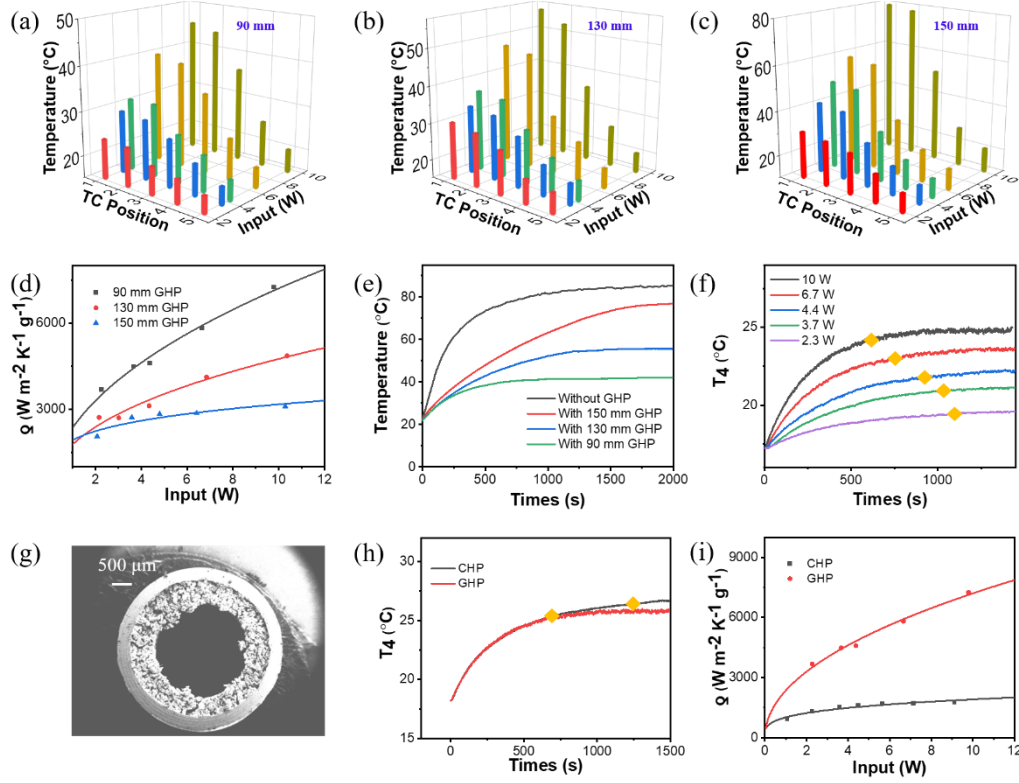 (a)
90 mm
Temperature (°C)
50
40
30
20
1
2
3
4
5
TC Position
2
4
6
8
10
Input (W)
(b)
130 mm
Temperature (°C)
50
40
30
20
1
2
3
4
5
TC Position
2
4
6
8
10
Input (W)
(c)
150 mm
Temperature (°C)
80
60
40
20
1
2
3
4
5
TC Position
2
4
6
8
10
Input (W)
(d)
90 mm GHP
130 mm GHP
150 mm GHP
Q (W m-2 K-1 g-1)
6000
3000
2 4 6 8 10 12
Input (W)
(e)
Temperature (°C)
80
60
40
20
0
Without GHP
With 150 mm GHP
With 130 mm GHP
With 90 mm GHP
0 500 1000 1500 2000
Times (s)
(f)
10 W
6.7 W
4.4 W
3.7 W
2.3 W
T4 (°C)
25
20
0 500 1000
Times (s)
(g)
500 μm
(h)
CHP
GHP
T4 (°C)
30
25
20
15
0 500 1000 1500
Times (s)
(i)
CHP
GHP
Q (W m-2 K-1 g-1)
9000
6000
3000
0
0 2 4 6 8 10 12
Input (W)